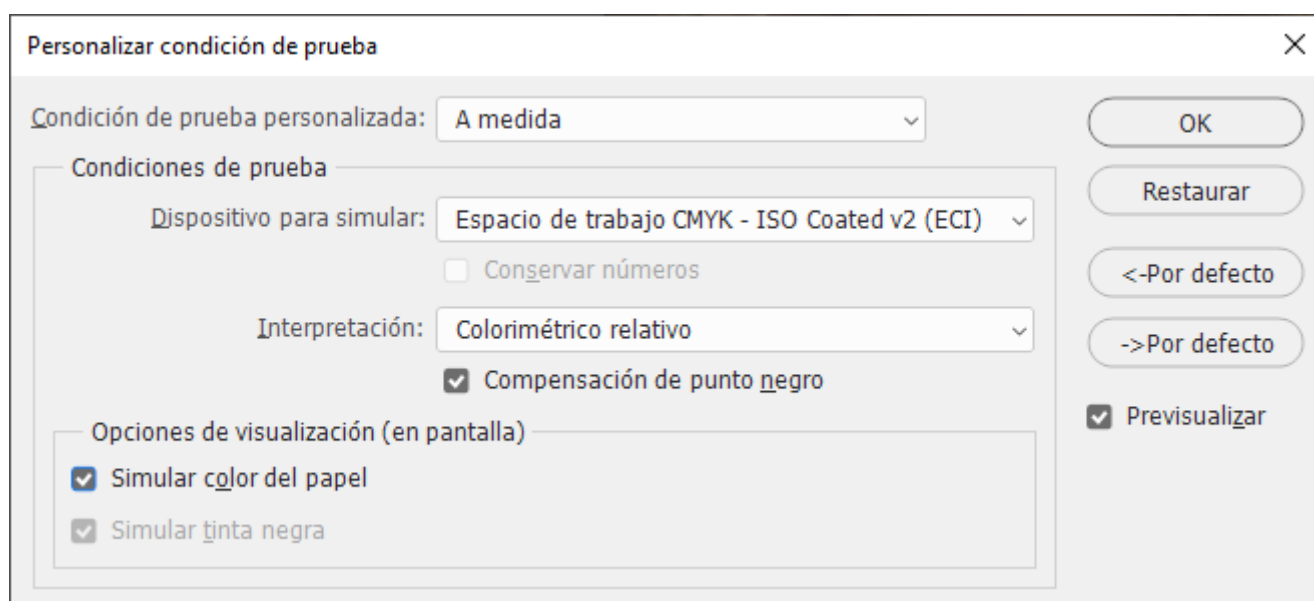 Personalizar condición de prueba
Condición de prueba personalizada: A medida
OK
Condiciones de prueba
Restaurar
Dispositivo para simular: Espacio de trabajo CMYK - ISO Coated v2 (ECI)
Conservar números
<-Por defecto
Interpretación: Colorimétrico relativo
->Por defecto
Compensación de punto negro
Previsualizar
Opciones de visualización (en pantalla)
Simular color del papel
Simular tinta negra